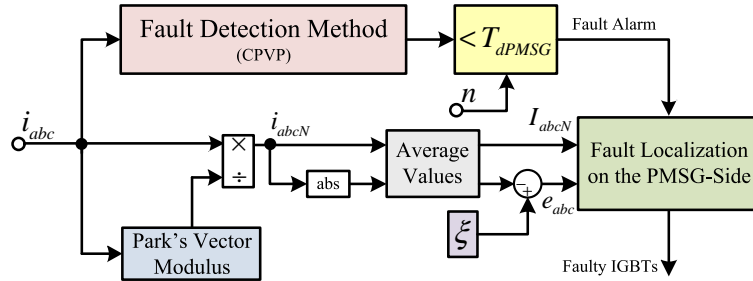 Fault Detection Method
(CPVP)
< T_dPMSG
Fault Alarm
n
i_abc
i_abcN
I_abcN
×
÷
abs
Average
Values
−
+
e_abc
Fault Localization
on the PMSG-Side
Park's Vector
Modulus
ξ
Faulty IGBTs